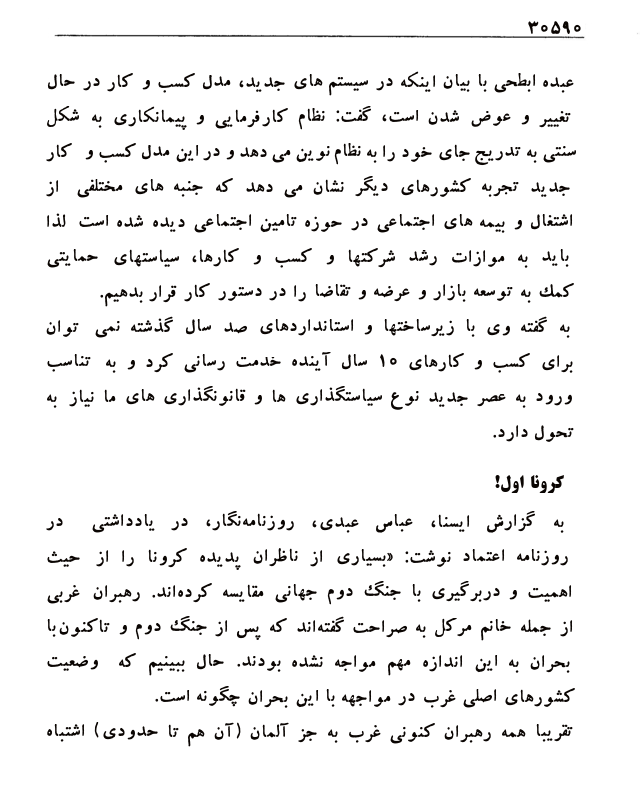 ۳۰۵۹۰
عبده ابطحی با بیان اینکه در سیستم های جدید، مدل کسب و کار در حال
تغییر و عوض شدن است، گفت: نظام کارفرمایی و پیمانکاری به شکل
سنتی به تدریج جای خود را به نظام نوین می دهد و در این مدل کسب و کار
جدید تجربه کشورهای دیگر نشان می دهد که جنبه های مختلفی از
اشتغال و بیمه های اجتماعی در حوزه تامین اجتماعی دیده شده است لذا
باید به موازات رشد شرکتها و کسب و کارها، سیاستهای حمایتی
کمك به توسعه بازار و عرضه و تقاضا را در دستور کار قرار بدهیم.
به گفته وی با زیرساختها و استانداردهای صد سال گذشته نمی توان
برای کسب و کارهای ۱۰ سال آینده خدمت رسانی کرد و به تناسب
ورود به عصر جدید نوع سیاستگذاری ها و قانونگذاری های ما نیاز به
تحول دارد.
کرونا اول!
به گزارش ایسنا، عباس عبدی، روزنامه‌نگار، در یادداشتی در
روزنامه اعتماد نوشت: «بسیاری از ناظران پدیده کرونا را از حیث
اهمیت و دربرگیری با جنگ دوم جهانی مقایسه کرده‌اند. رهبران غربی
از جمله خانم مرکل به صراحت گفته‌اند که پس از جنگ دوم و تاکنون با
بحران به این اندازه مهم مواجه نشده بودند. حال ببینیم که وضعیت
کشورهای اصلی غرب در مواجهه با این بحران چگونه است.
تقریبا همه رهبران کنونی غرب به جز آلمان (آن هم تا حدودی) اشتباه